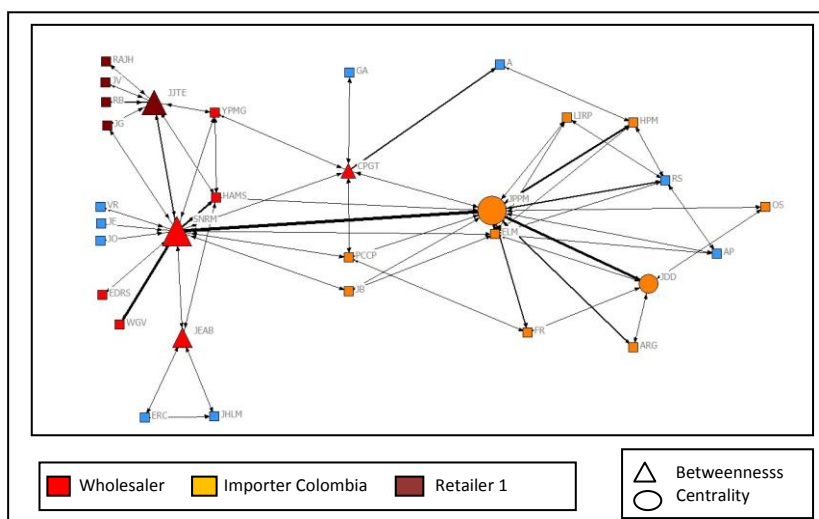 RAJH
JV
RB
JG
JJTE
YPMG
HAMS
VR
JE
JO
SNRM
EDRS
WGV
JEAB
ERC
JHLM
GA
CPGT
PCCP
JB
A
LIRP
HPM
RS
JPPM
ELM
OS
AP
JDD
FR
ARG
Wholesaler Importer Colombia Retailer 1
Betweennesss
Centrality